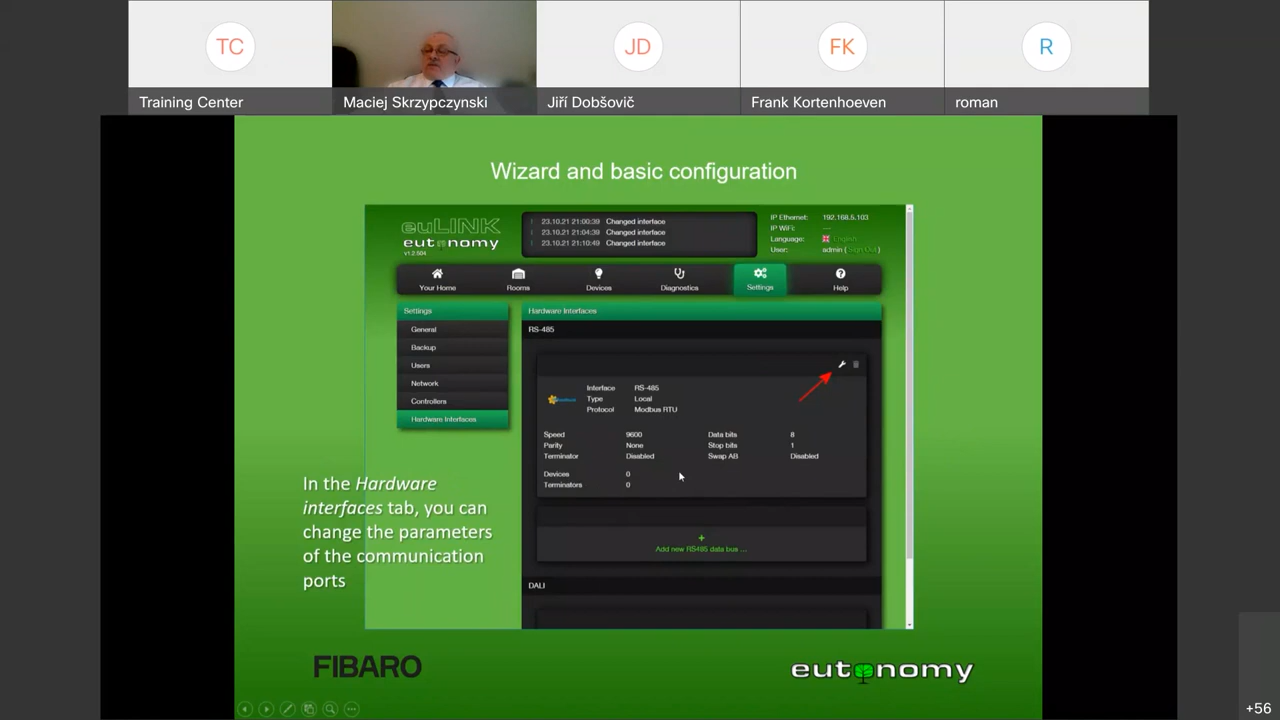 TC
JD
FK
R
Training Center
Maciej Skrzypczynski
Jiří Dobšovič
Frank Kortenhoeven
roman
Wizard and basic configuration
euLINK
eutonomy
v1.2.504
23.10.21 21:00:39 Changed interface
23.10.21 21:04:39 Changed interface
23.10.21 21:10:49 Changed interface
IP Ethernet: 192.168.5.103
IP WiFi: ---
Language: English
User: admin ( Sign Out )
Your Home
Rooms
Devices
Diagnostics
Settings
Help
Settings
General
Backup
Users
Network
Controllers
Hardware Interfaces
Hardware Interfaces
RS-485
Interface RS-485
Type Local
Protocol Modbus RTU
Speed 9600 Data bits 8
Parity None Stop bits 1
Terminator Disabled Swap AB Disabled
Devices 0
Terminators 0
+
Add new RS485 data bus ...
DALI
In the Hardware
interfaces tab, you can
change the parameters
of the communication
ports
FIBARO
eutonomy
+56